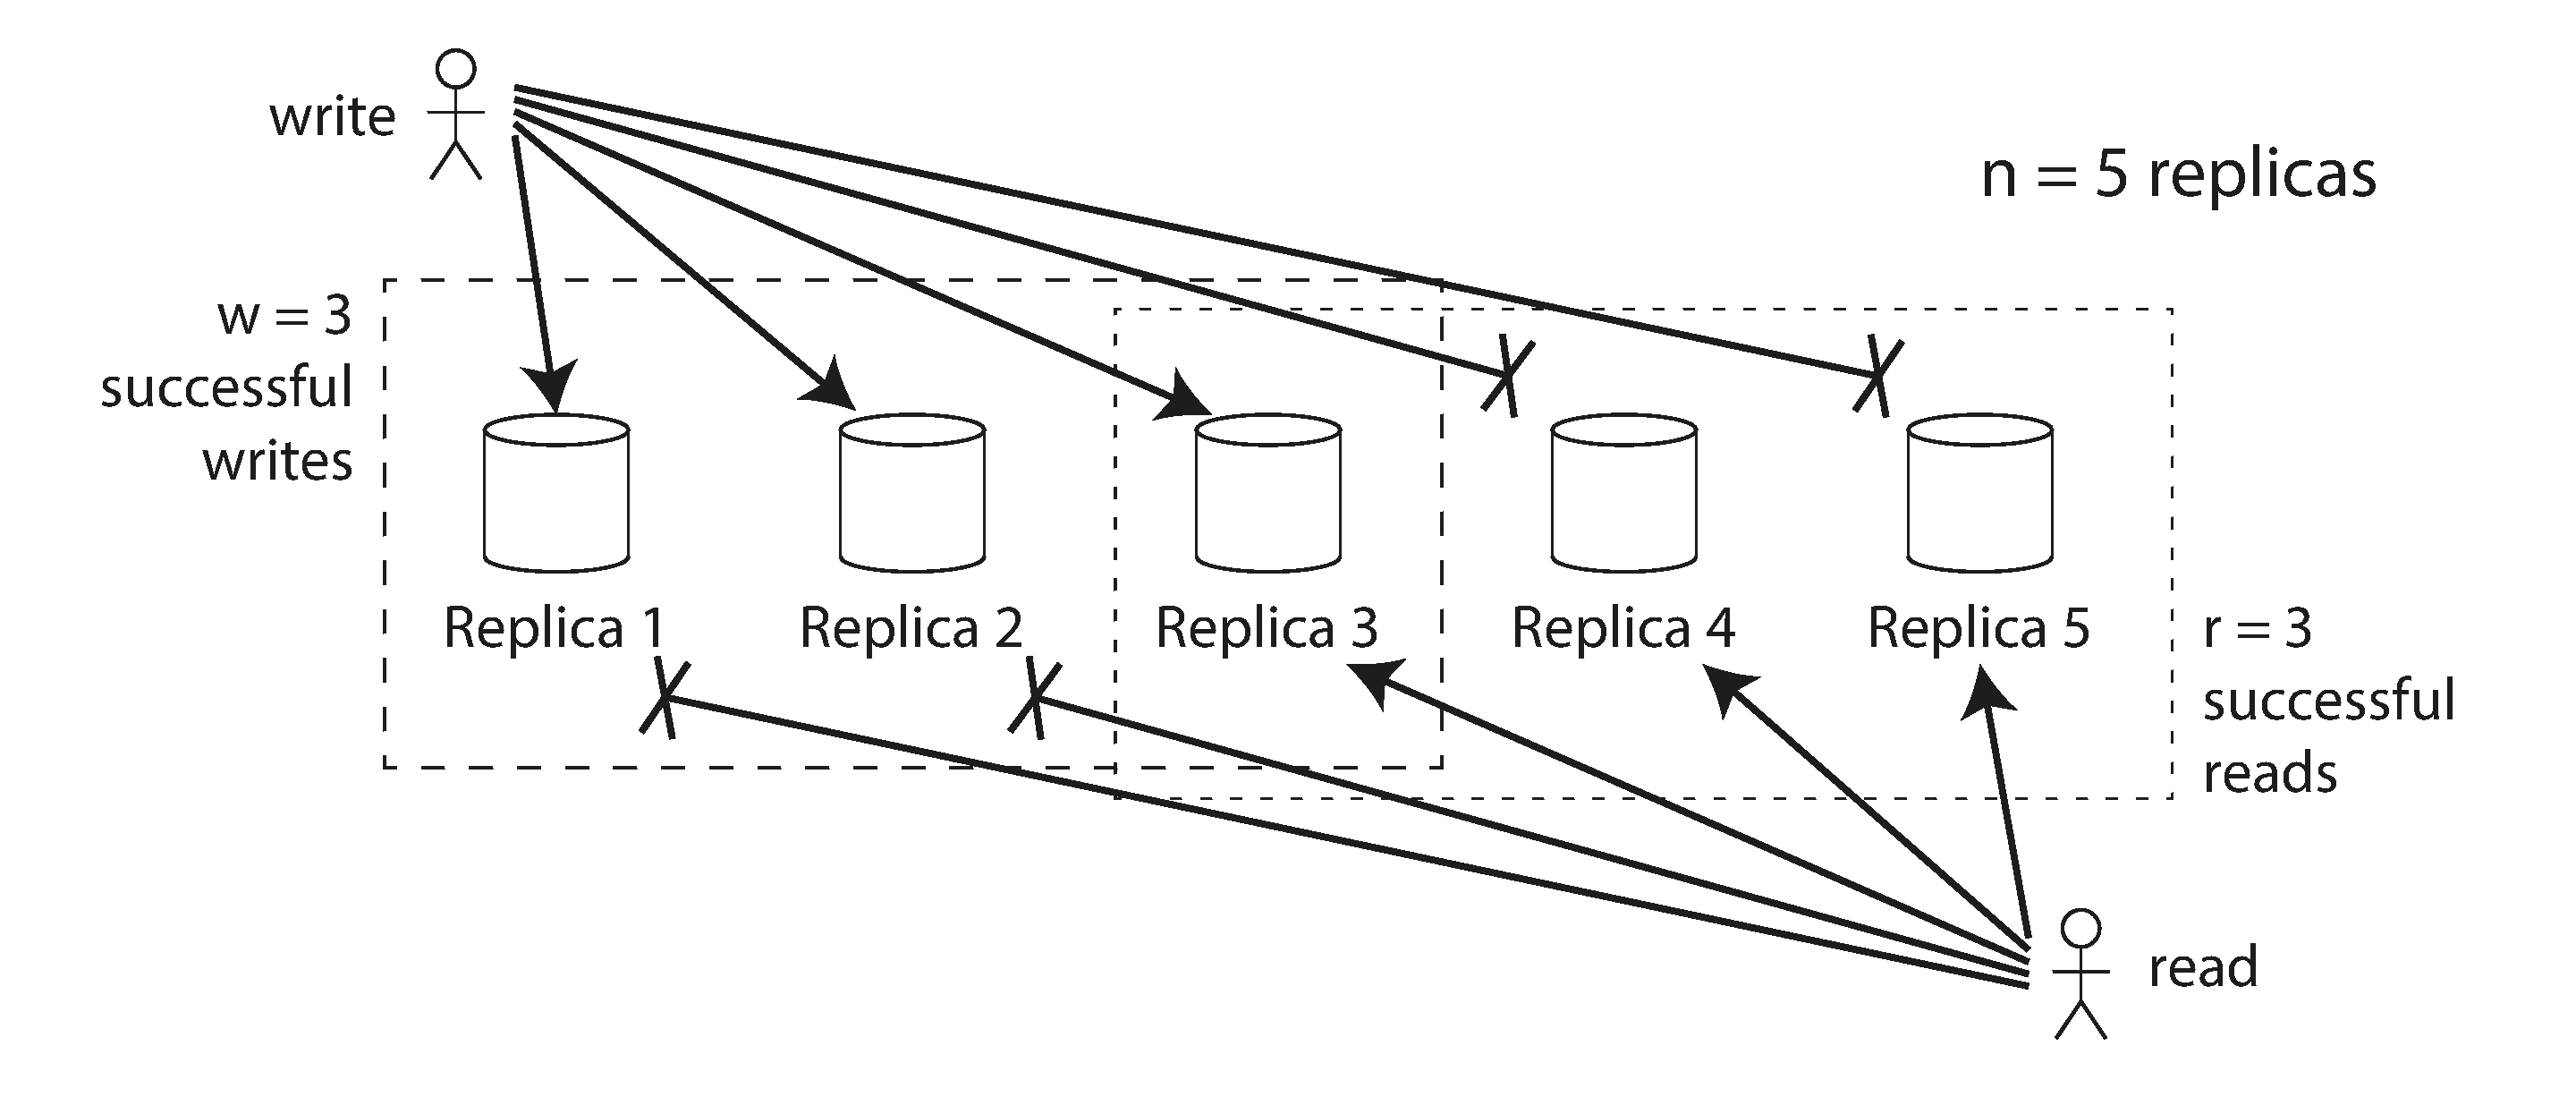 write
n = 5 replicas
w = 3
successful
writes
Replica 1
Replica 2
Replica 3
Replica 4
Replica 5
r = 3
successful
reads
read